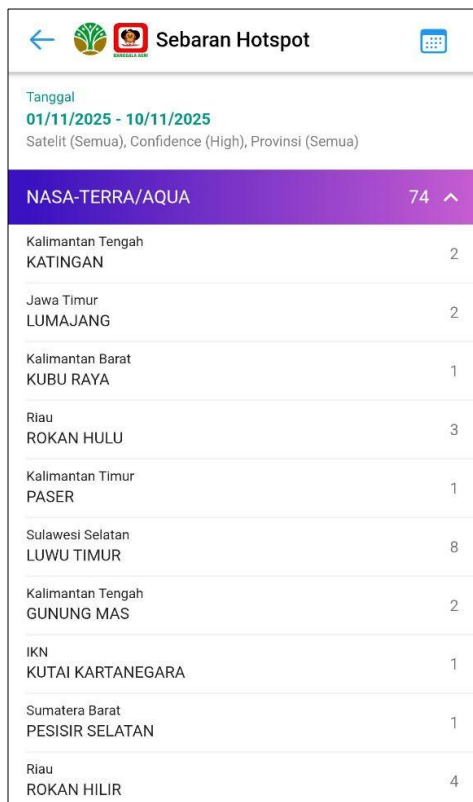 Sebaran Hotspot
MANGGALA AGNI
Tanggal
01/11/2025 - 10/11/2025
Satelit (Semua), Confidence (High), Provinsi (Semua)
NASA-TERRA/AQUA 74
Kalimantan Tengah
KATINGAN 2
Jawa Timur
LUMAJANG 2
Kalimantan Barat
KUBU RAYA 1
Riau
ROKAN HULU 3
Kalimantan Timur
PASER 1
Sulawesi Selatan
LUWU TIMUR 8
Kalimantan Tengah
GUNUNG MAS 2
IKN
KUTAI KARTANEGARA 1
Sumatera Barat
PESISIR SELATAN 1
Riau
ROKAN HILIR 4